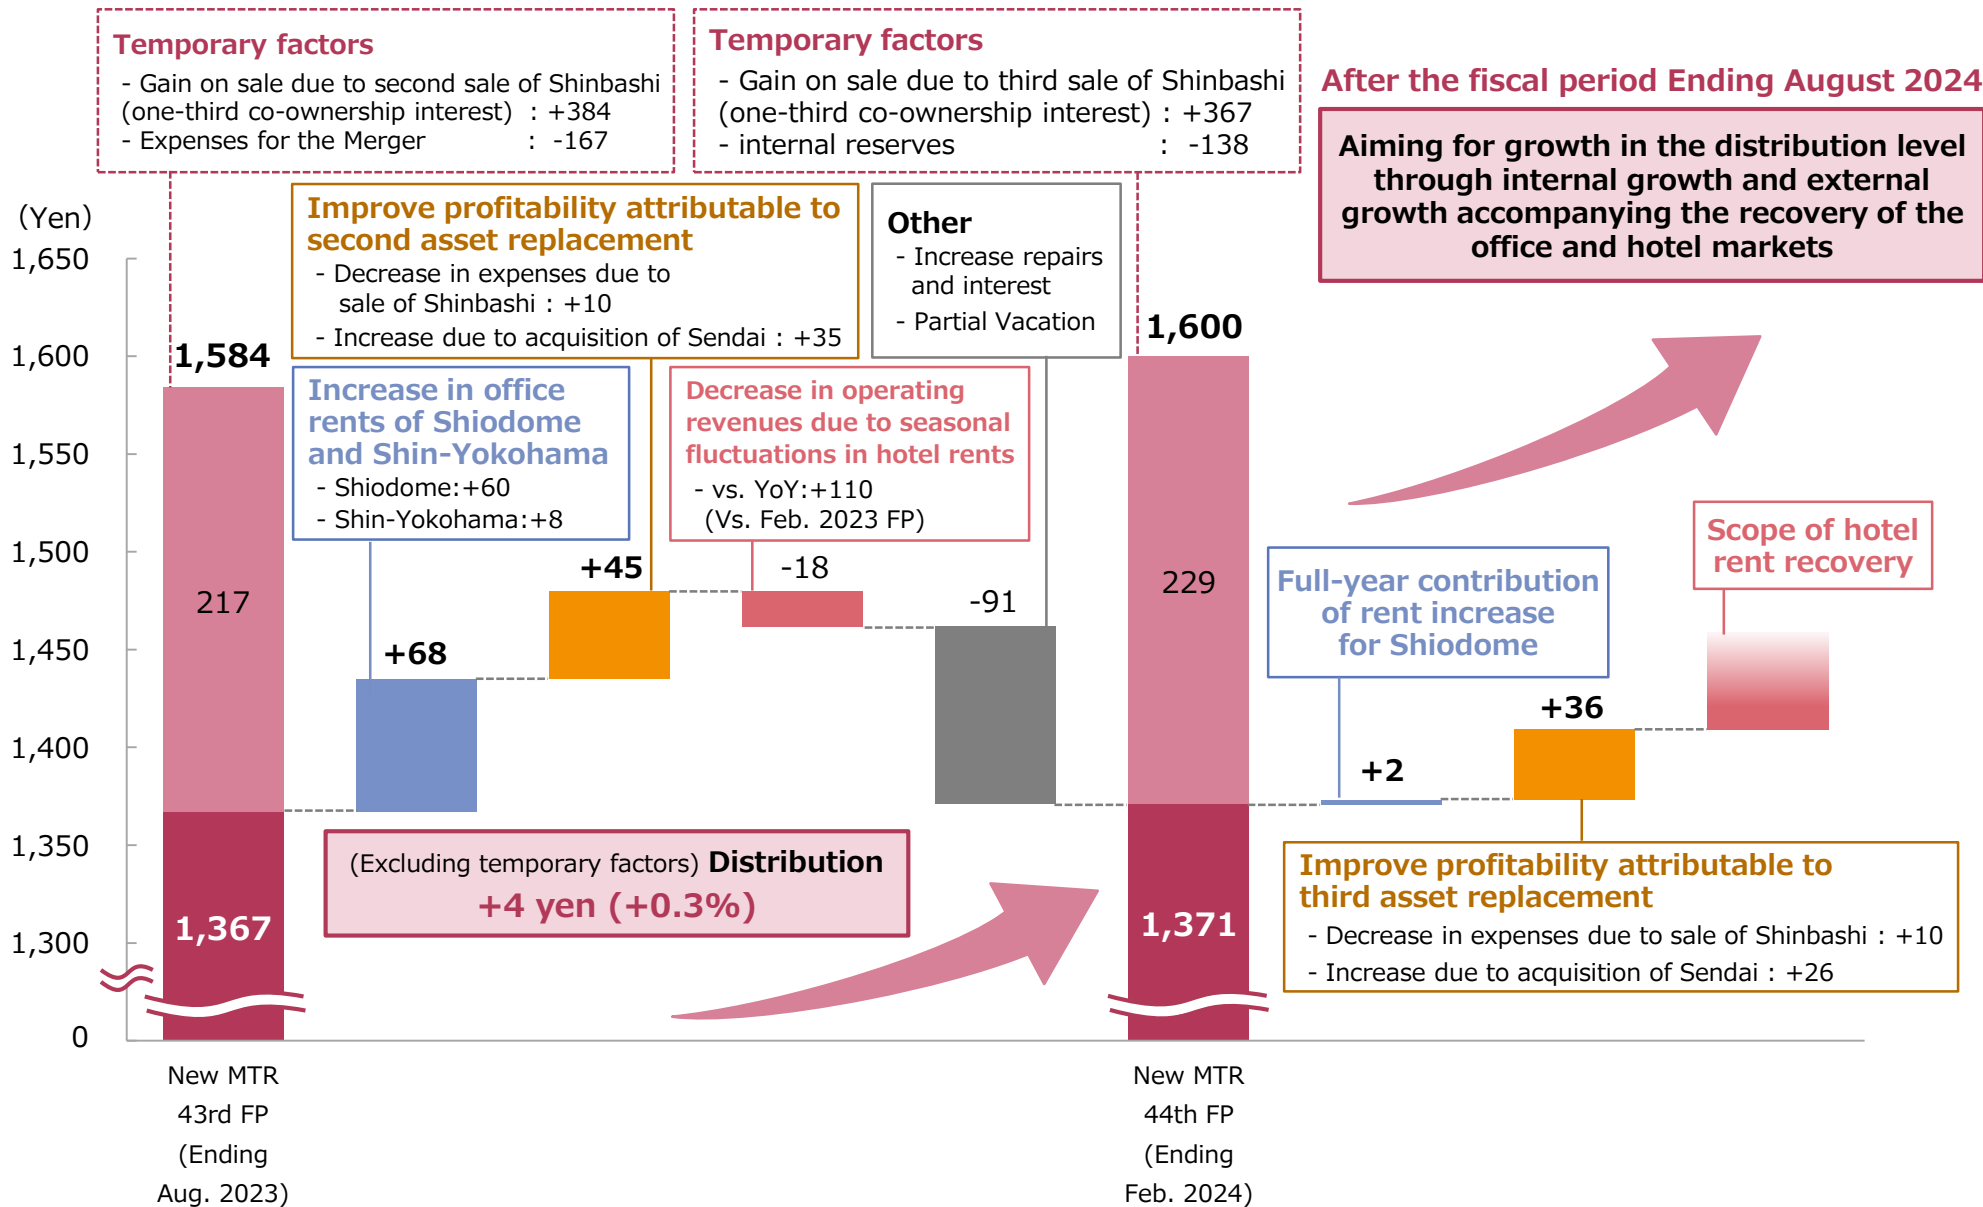 Temporary factors
- Gain on sale due to second sale of Shinbashi
(one-third co-ownership interest) : +384
- Expenses for the Merger : -167
Temporary factors
- Gain on sale due to third sale of Shinbashi
(one-third co-ownership interest) : +367
- internal reserves : -138
After the fiscal period Ending August 2024
Aiming for growth in the distribution level
through internal growth and external
growth accompanying the recovery of the
office and hotel markets
(Yen)
1,650
1,600
1,550
1,500
1,450
1,400
1,350
1,300
0
1,584
217
1,367
Improve profitability attributable to
second asset replacement
- Decrease in expenses due to
sale of Shinbashi : +10
- Increase due to acquisition of Sendai : +35
Other
- Increase repairs
and interest
- Partial Vacation
Increase in office
rents of Shiodome
and Shin-Yokohama
- Shiodome:+60
- Shin-Yokohama:+8
Decrease in operating
revenues due to seasonal
fluctuations in hotel rents
- vs. YoY:+110
(Vs. Feb. 2023 FP)
+68
+45
-18
-91
1,600
229
1,371
(Excluding temporary factors) Distribution
+4 yen (+0.3%)
Full-year contribution
of rent increase
for Shiodome
+2
+36
Scope of hotel
rent recovery
Improve profitability attributable to
third asset replacement
- Decrease in expenses due to sale of Shinbashi : +10
- Increase due to acquisition of Sendai : +26
New MTR
43rd FP
(Ending
Aug. 2023)
New MTR
44th FP
(Ending
Feb. 2024)